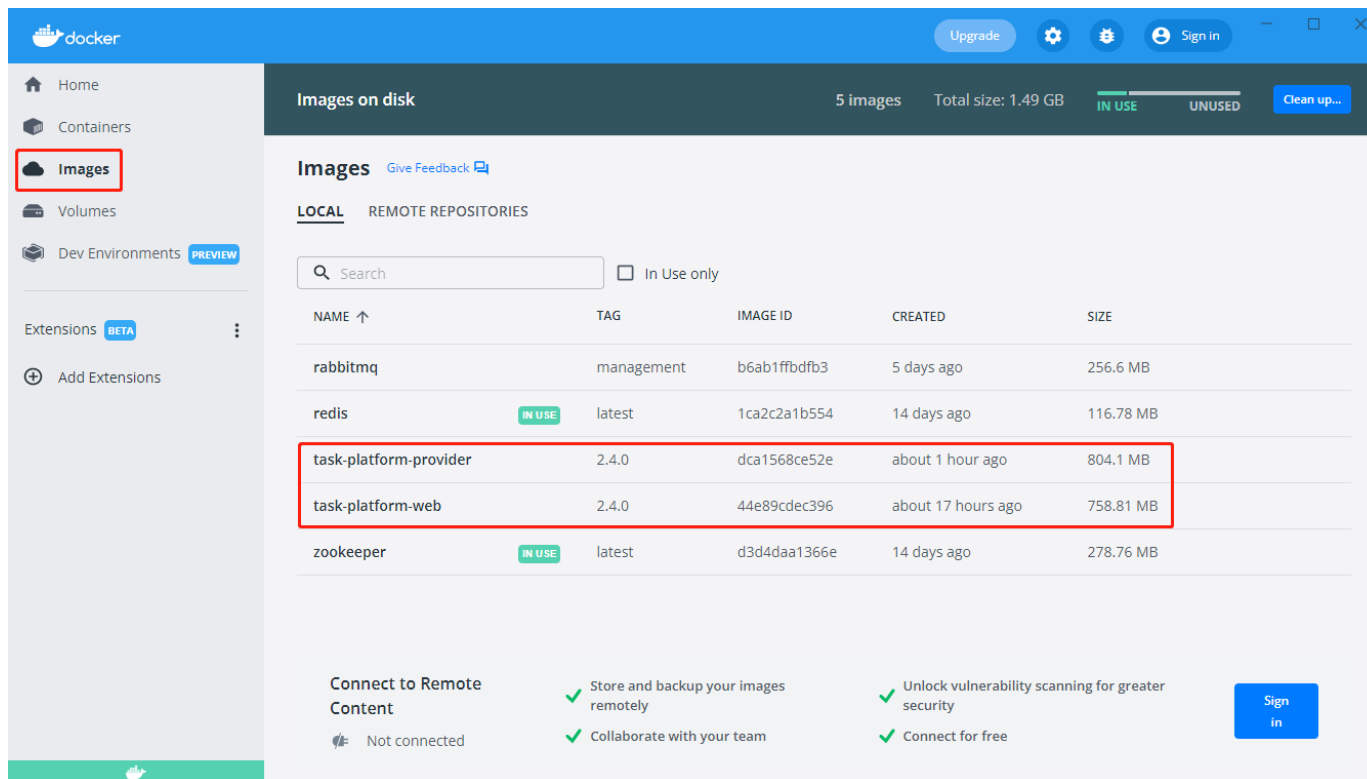 docker
Upgrade
Sign in
Home
Containers
Images
Volumes
Dev Environments PREVIEW
Extensions BETA
Add Extensions
Images on disk
5 images Total size: 1.49 GB IN USE UNUSED Clean up...
Images Give Feedback
LOCAL REMOTE REPOSITORIES
Search In Use only
NAME TAG IMAGE ID CREATED SIZE
rabbitmq management b6ab1ffbdfb3 5 days ago 256.6 MB
redis IN USE latest 1ca2c2a1b554 14 days ago 116.78 MB
task-platform-provider 2.4.0 dca1568ce52e about 1 hour ago 804.1 MB
task-platform-web 2.4.0 44e89cdec396 about 17 hours ago 758.81 MB
zookeeper IN USE latest d3d4daa1366e 14 days ago 278.76 MB
Connect to Remote
Content
Not connected
Store and backup your images
remotely
Collaborate with your team
Unlock vulnerability scanning for greater
security
Connect for free
Sign
in